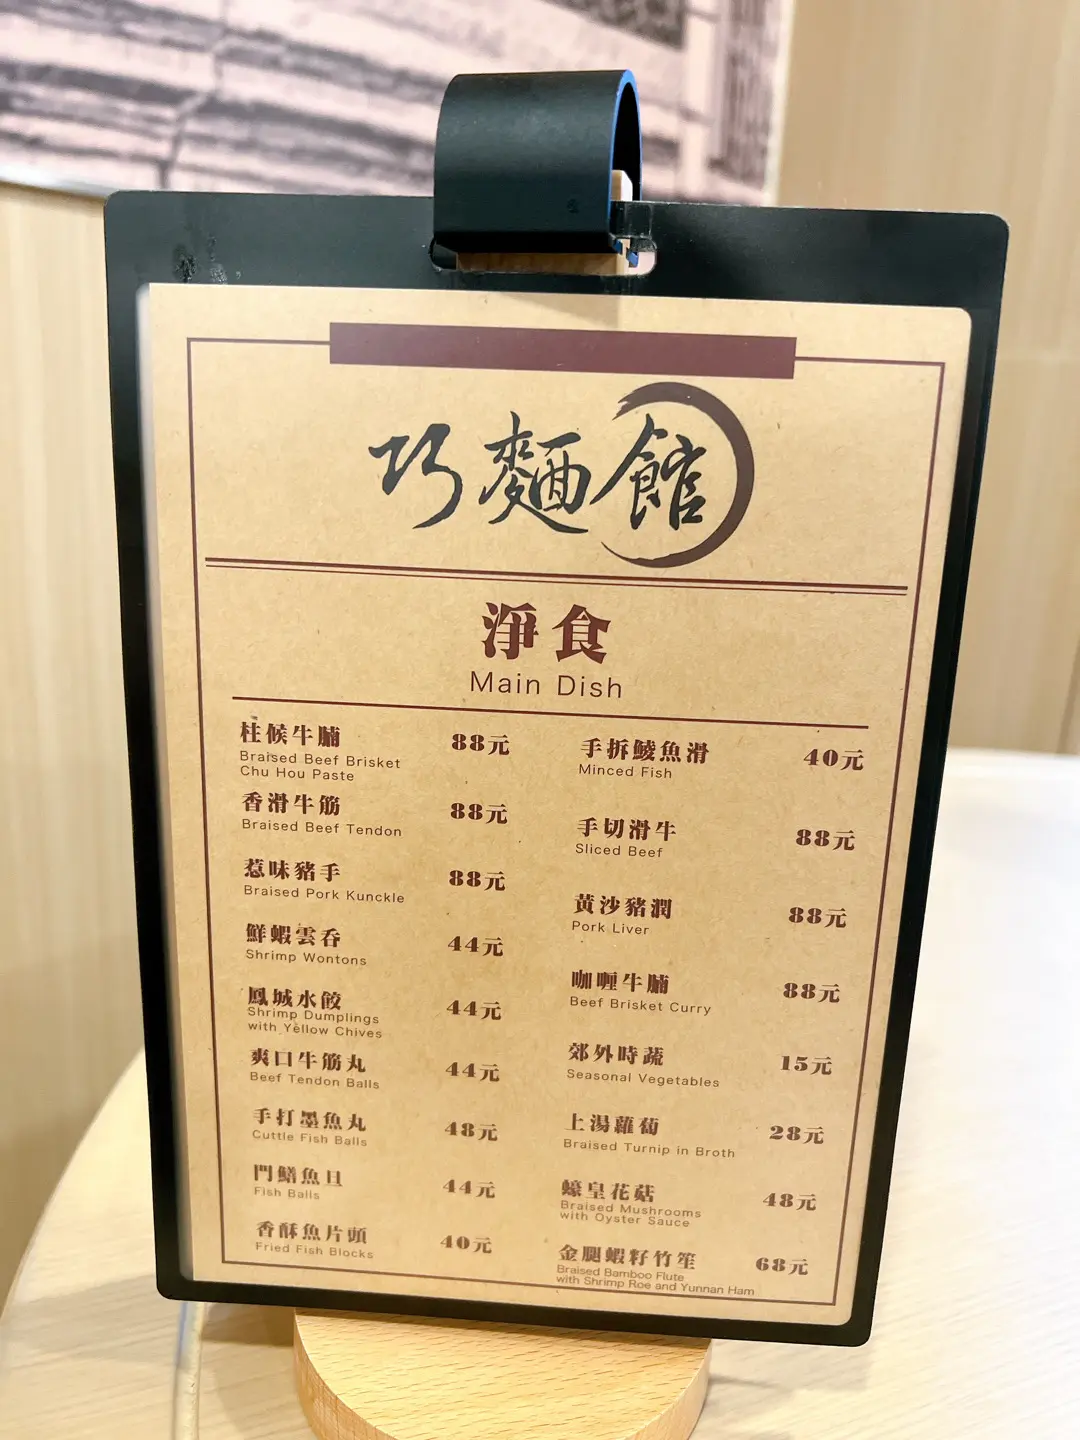 巧麵館
淨食
Main Dish
柱候牛腩 88元
Braised Beef Brisket
Chu Hou Paste
香滑牛筋 88元
Braised Beef Tendon
惹味豬手 88元
Braised Pork Kunckle
鮮蝦雲吞 44元
Shrimp Wontons
鳳城水餃 44元
Shrimp Dumplings
with Yellow Chives
爽口牛筋丸 44元
Beef Tendon Balls
手打墨魚丸 48元
Cuttle Fish Balls
門鱔魚旦 44元
Fish Balls
香酥魚片頭 40元
Fried Fish Blocks
手拆鯪魚滑 40元
Minced Fish
手切滑牛 88元
Sliced Beef
黃沙豬潤 88元
Pork Liver
咖喱牛腩 88元
Beef Brisket Curry
郊外時蔬 15元
Seasonal Vegetables
上湯蘿蔔 28元
Braised Turnip in Broth
蠔皇花菇 48元
Braised Mushrooms
with Oyster Sauce
金腿蝦籽竹笙 68元
Braised Bamboo Flute
with Shrimp Roe and Yunnan Ham